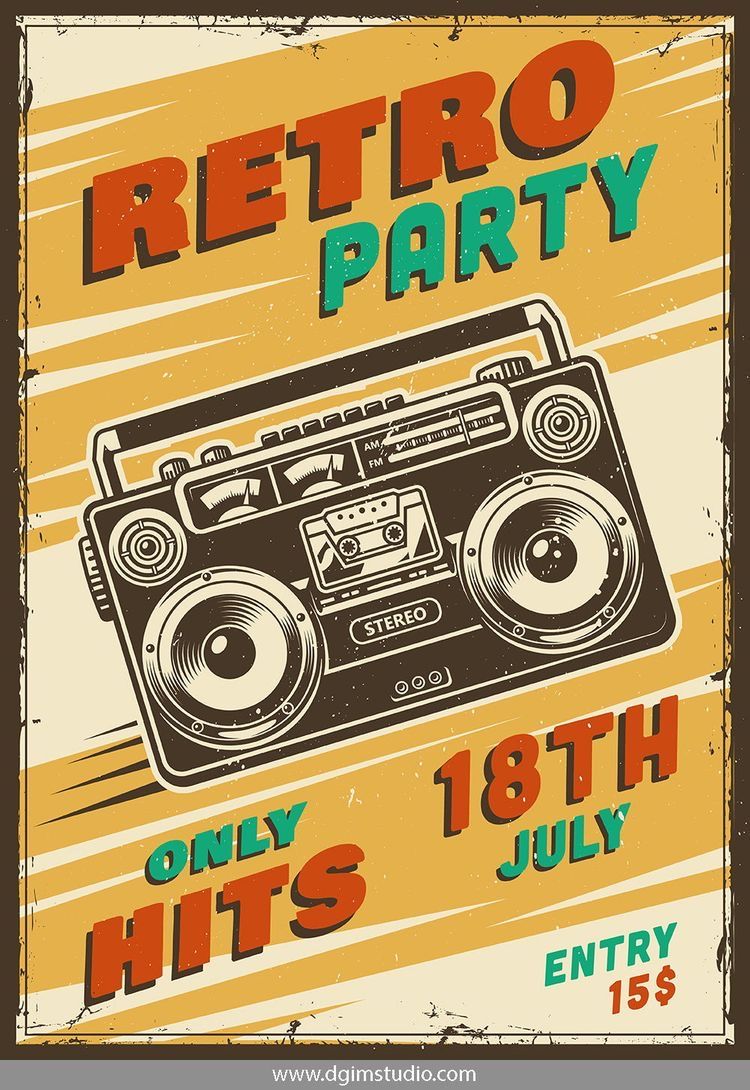 RETRO
PARTY
AM
FM
STEREO
18TH
JULY
ONLY
HITS
ENTRY
15$
www.dgimstudio.com